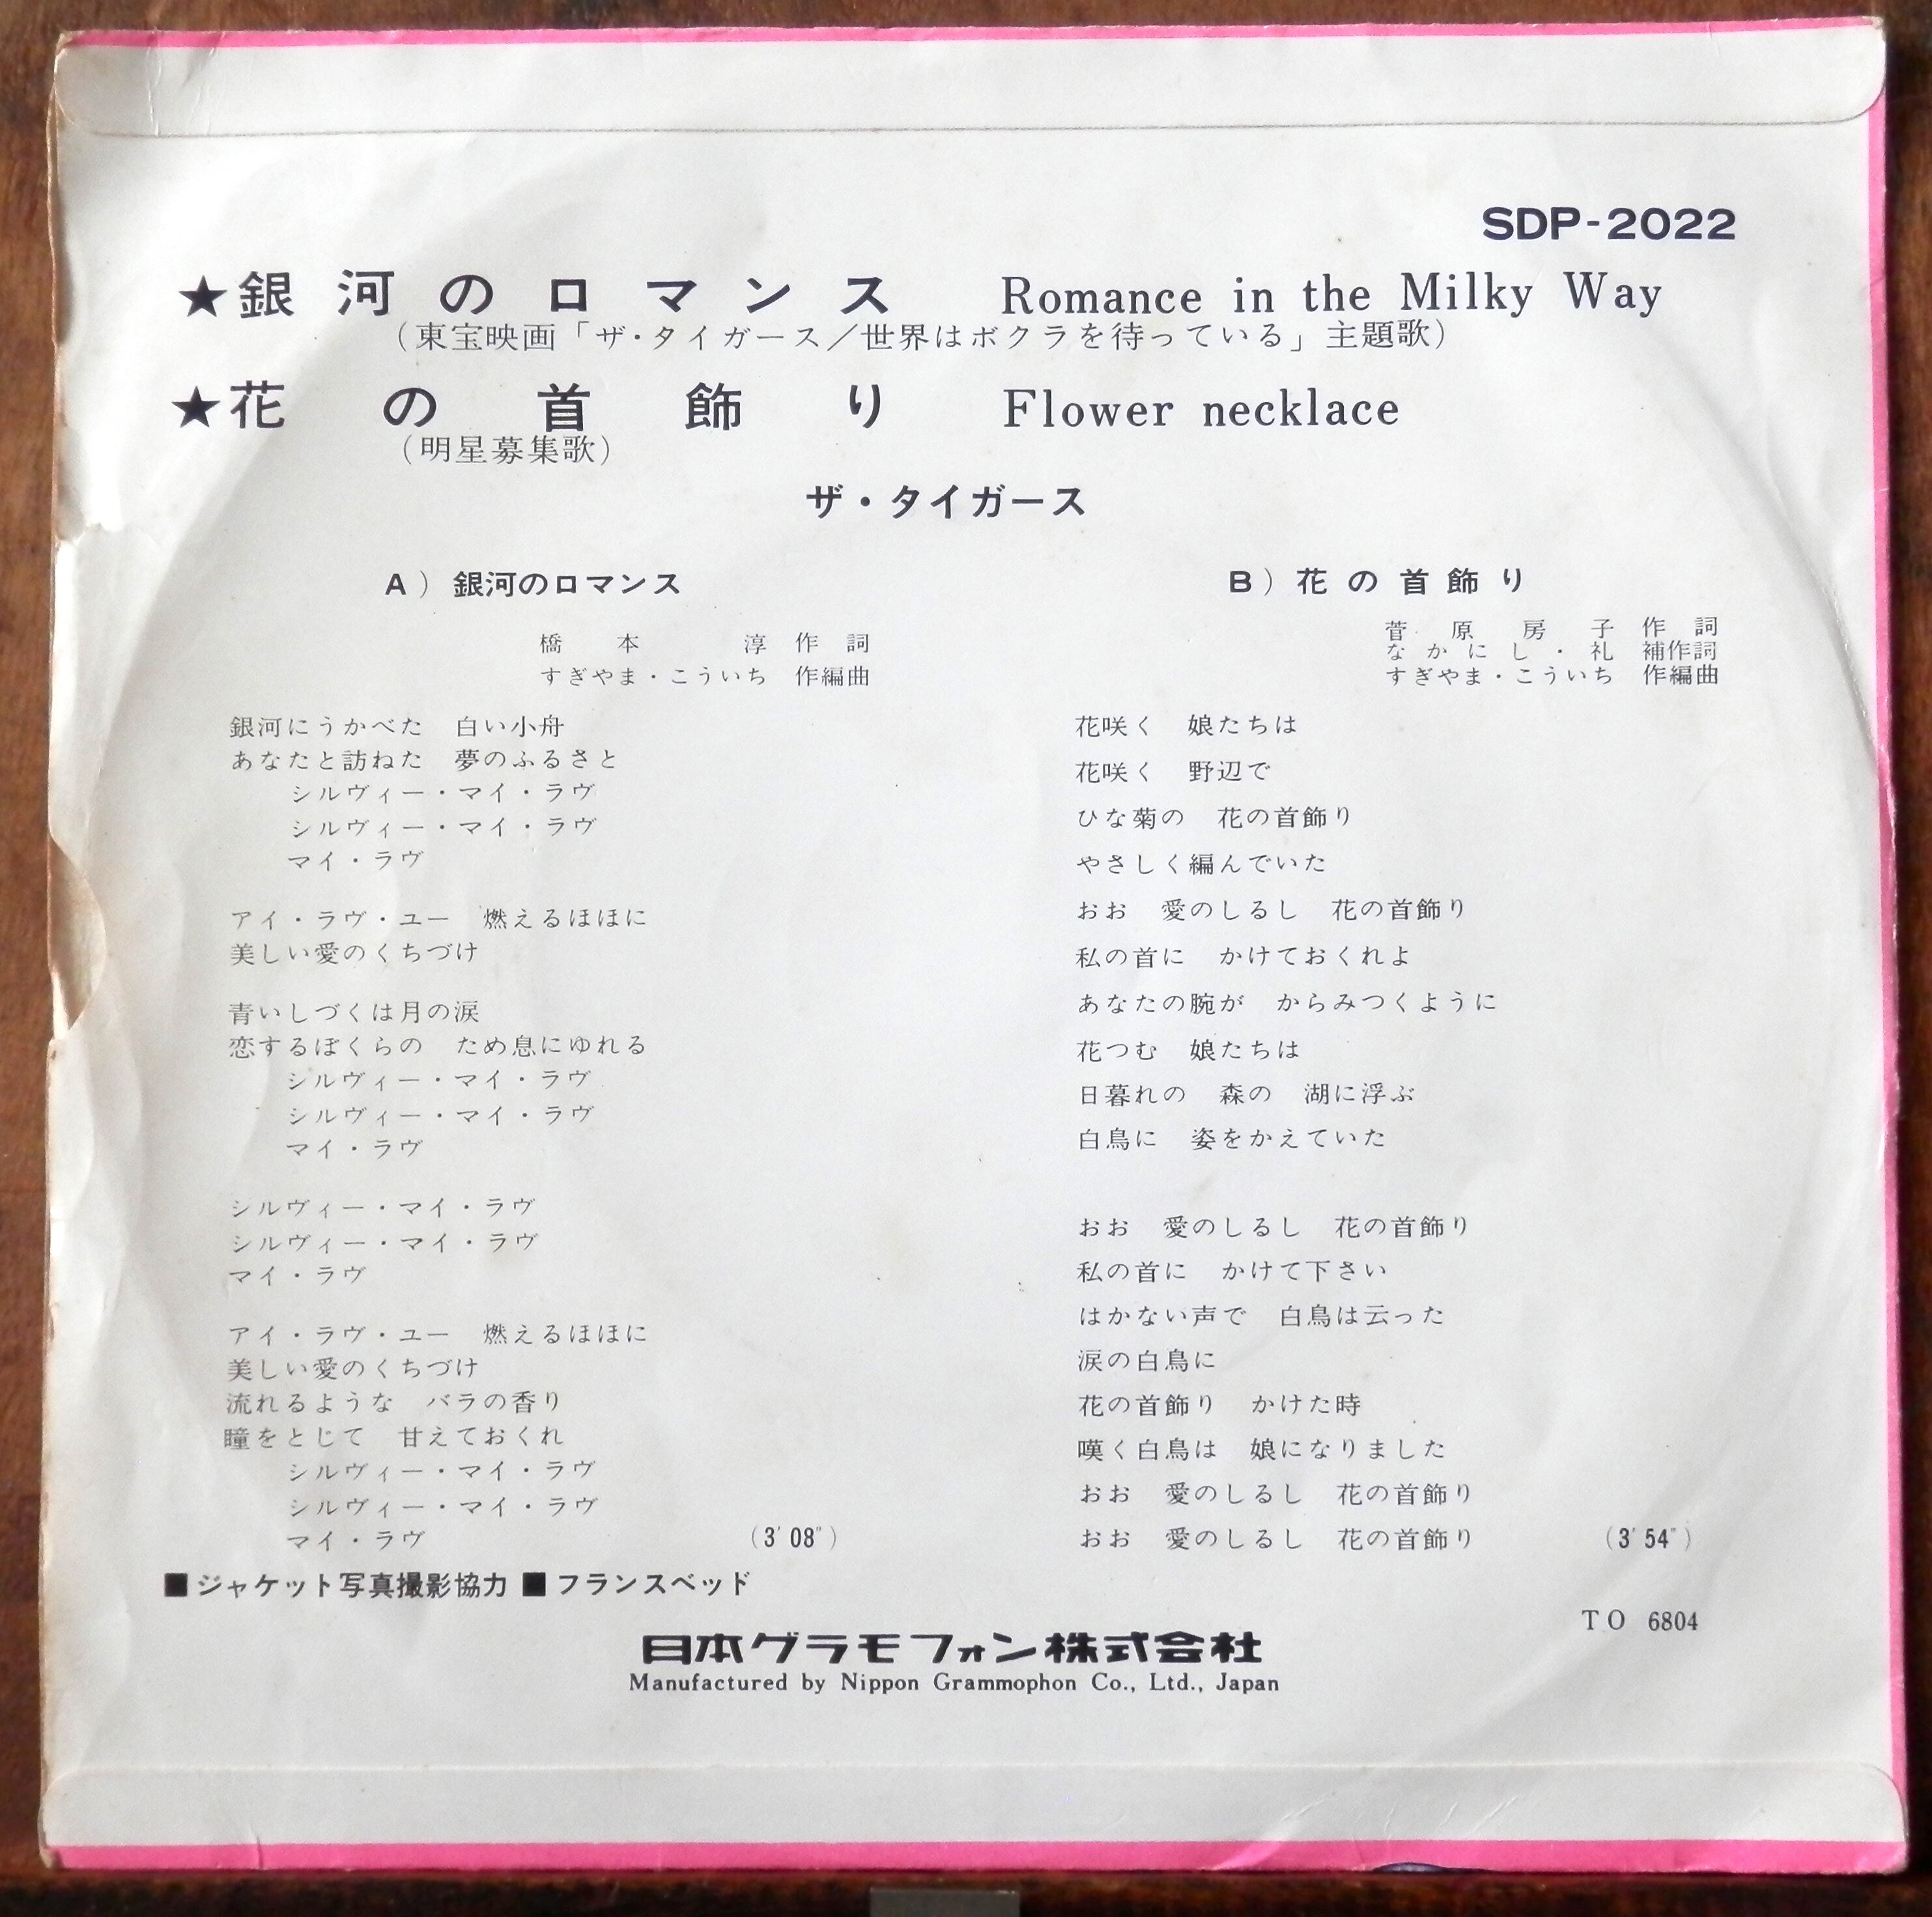 SDP-2022
★銀河のロマンス Romance in the Milky Way
(東宝映画「ザ・タイガース／世界はボクラを待っている」主題歌)
★花の首飾り Flower necklace
(明星募集歌)
ザ・タイガース
A) 銀河のロマンス
橋本淳 作詞
すぎやま・こういち 作編曲
銀河にうかべた　白い小舟
あなたと訪ねた　夢のふるさと
シルヴィー・マイ・ラヴ
シルヴィー・マイ・ラヴ
マイ・ラヴ
アイ・ラヴ・ユー　燃えるほほに
美しい愛のくちづけ
青いしづくは月の涙
恋するぼくらの　ため息にゆれる
シルヴィー・マイ・ラヴ
シルヴィー・マイ・ラヴ
マイ・ラヴ
シルヴィー・マイ・ラヴ
シルヴィー・マイ・ラヴ
マイ・ラヴ
アイ・ラヴ・ユー　燃えるほほに
美しい愛のくちづけ
流れるような　バラの香り
瞳をとじて　甘えておくれ
シルヴィー・マイ・ラヴ
シルヴィー・マイ・ラヴ
マイ・ラヴ (3′08″)
B) 花の首飾り
菅原房子 作詞
なかにし・礼 補作詞
すぎやま・こういち 作編曲
花咲く　娘たちは
花咲く　野辺で
ひな菊の　花の首飾り
やさしく編んでいた
おお　愛のしるし　花の首飾り
私の首に　かけておくれよ
あなたの腕が　からみつくように
花つむ　娘たちは
日暮れの　森の　湖に浮ぶ
白鳥に　姿をかえていた
おお　愛のしるし　花の首飾り
私の首に　かけて下さい
はかない声で　白鳥は云った
涙の白鳥に
花の首飾り　かけた時
嘆く白鳥は　娘になりました
おお　愛のしるし　花の首飾り
おお　愛のしるし　花の首飾り (3′54″)
■ジャケット写真撮影協力■フランスベッド
TO 6804
日本グラモフォン株式会社
Manufactured by Nippon Grammophon Co., Ltd., Japan